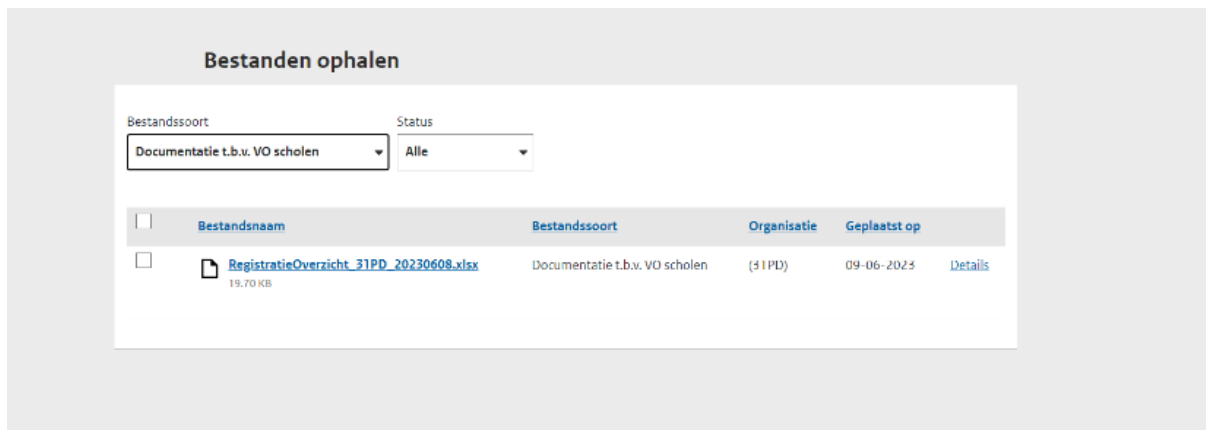 Bestanden ophalen
Bestandssoort Status
Documentatie t.b.v. VO scholen Alle
Bestandsnaam Bestandssoort Organisatie Geplaatst op
RegistratieOverzicht_31PD_20230608.xlsx Documentatie t.b.v. VO scholen (31PD) 09-06-2023 Details
19.70 KB